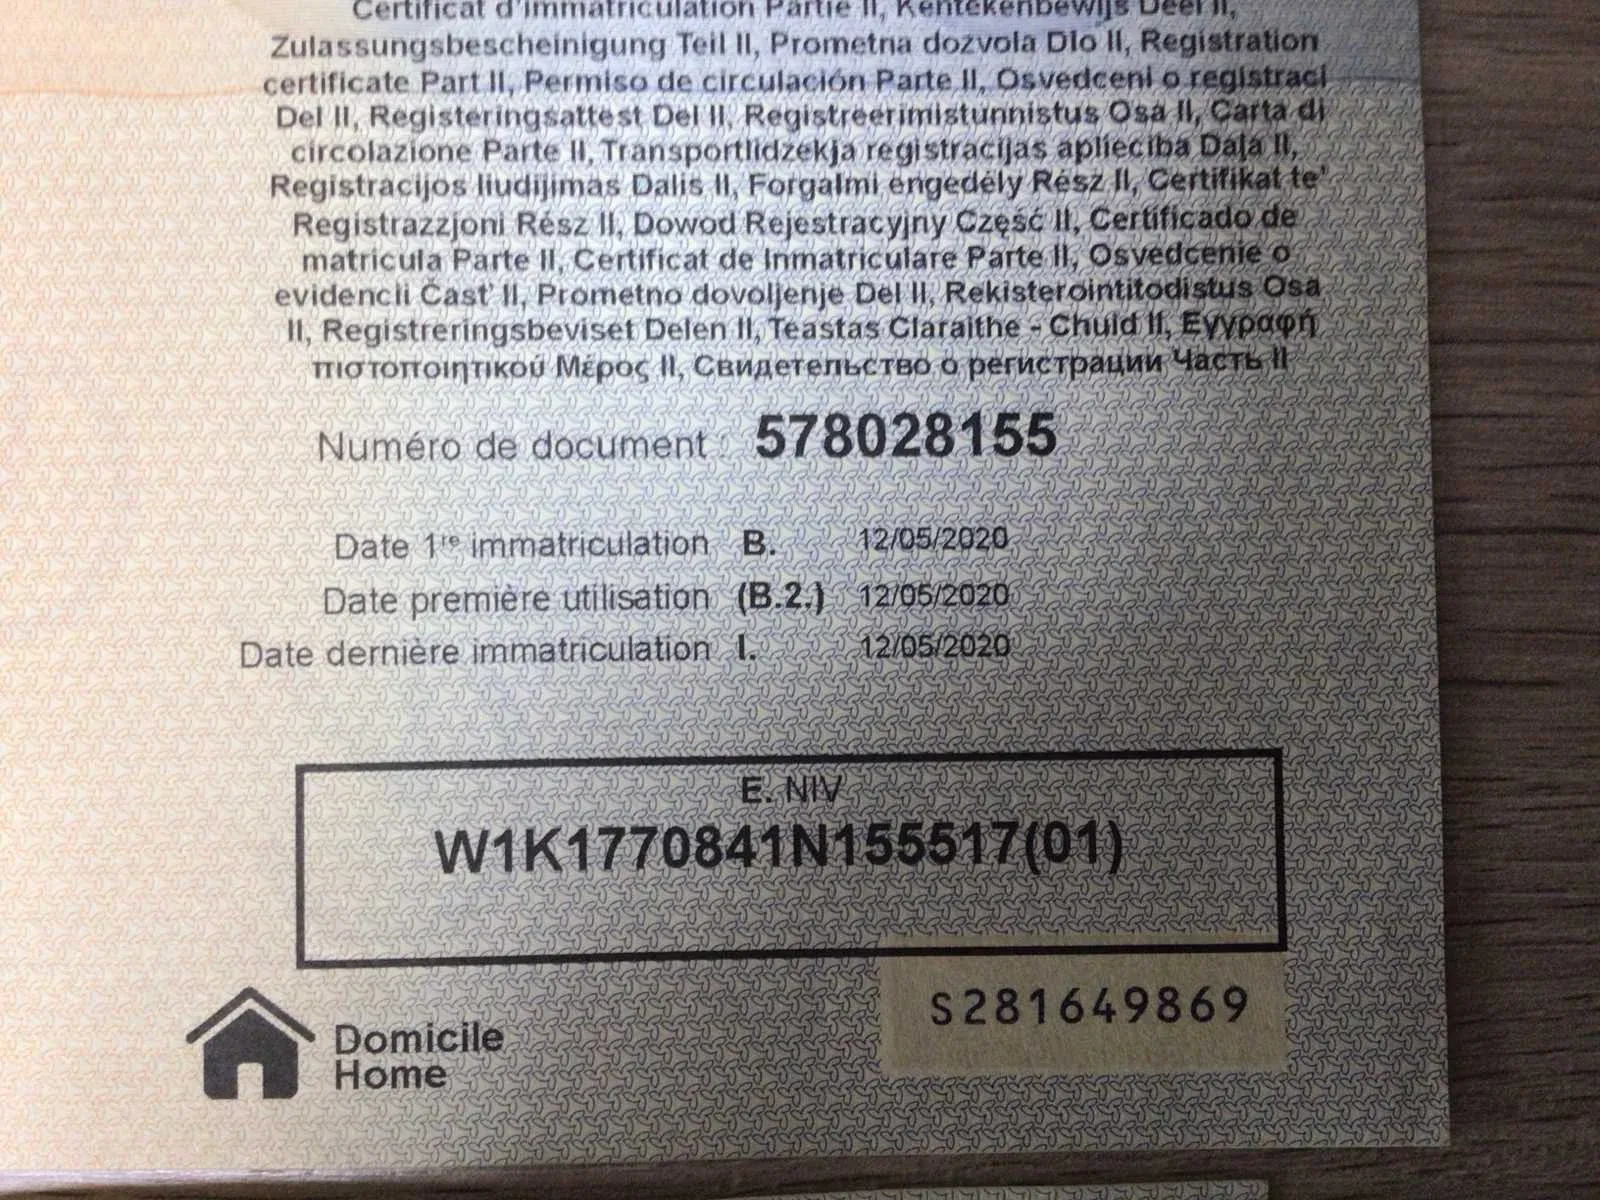 Certificat d'immatriculation Partie II, Kentekenbewijs Deel II,
Zulassungsbescheinigung Teil II, Prometna dozvola Dlo II, Registration
certificate Part II, Permiso de circulación Parte II, Osvedceni o registraci
Del II, Registeringsattest Del II, Registreerimistunnistus Osa II, Carta di
circolazione Parte II, Transportlidzekja registracijas aplieciba Daļa II,
Registracijos liudijimas Dalis II, Forgalmi engedély Rész II, Certifikat te'
Registrazzjoni Rész II, Dowod Rejestracyjny Część II, Certificado de
matricula Parte II, Certificat de Inmatriculare Parte II, Osvedcenie o
evidencii Časť II, Prometno dovoljenje Del II, Rekisterointitodistus Osa
II, Registreringsbeviset Delen II, Teastas Claraithe - Chuid II, Εγγραφή
πιστοποιητικού Μέρος II, Свидетельство о регистрации Часть II
Numéro de document : 578028155
Date 1re immatriculation B. 12/05/2020
Date première utilisation (B.2.) 12/05/2020
Date dernière immatriculation I. 12/05/2020
E. NIV
W1K1770841N155517(01)
S281649869
Domicile
Home